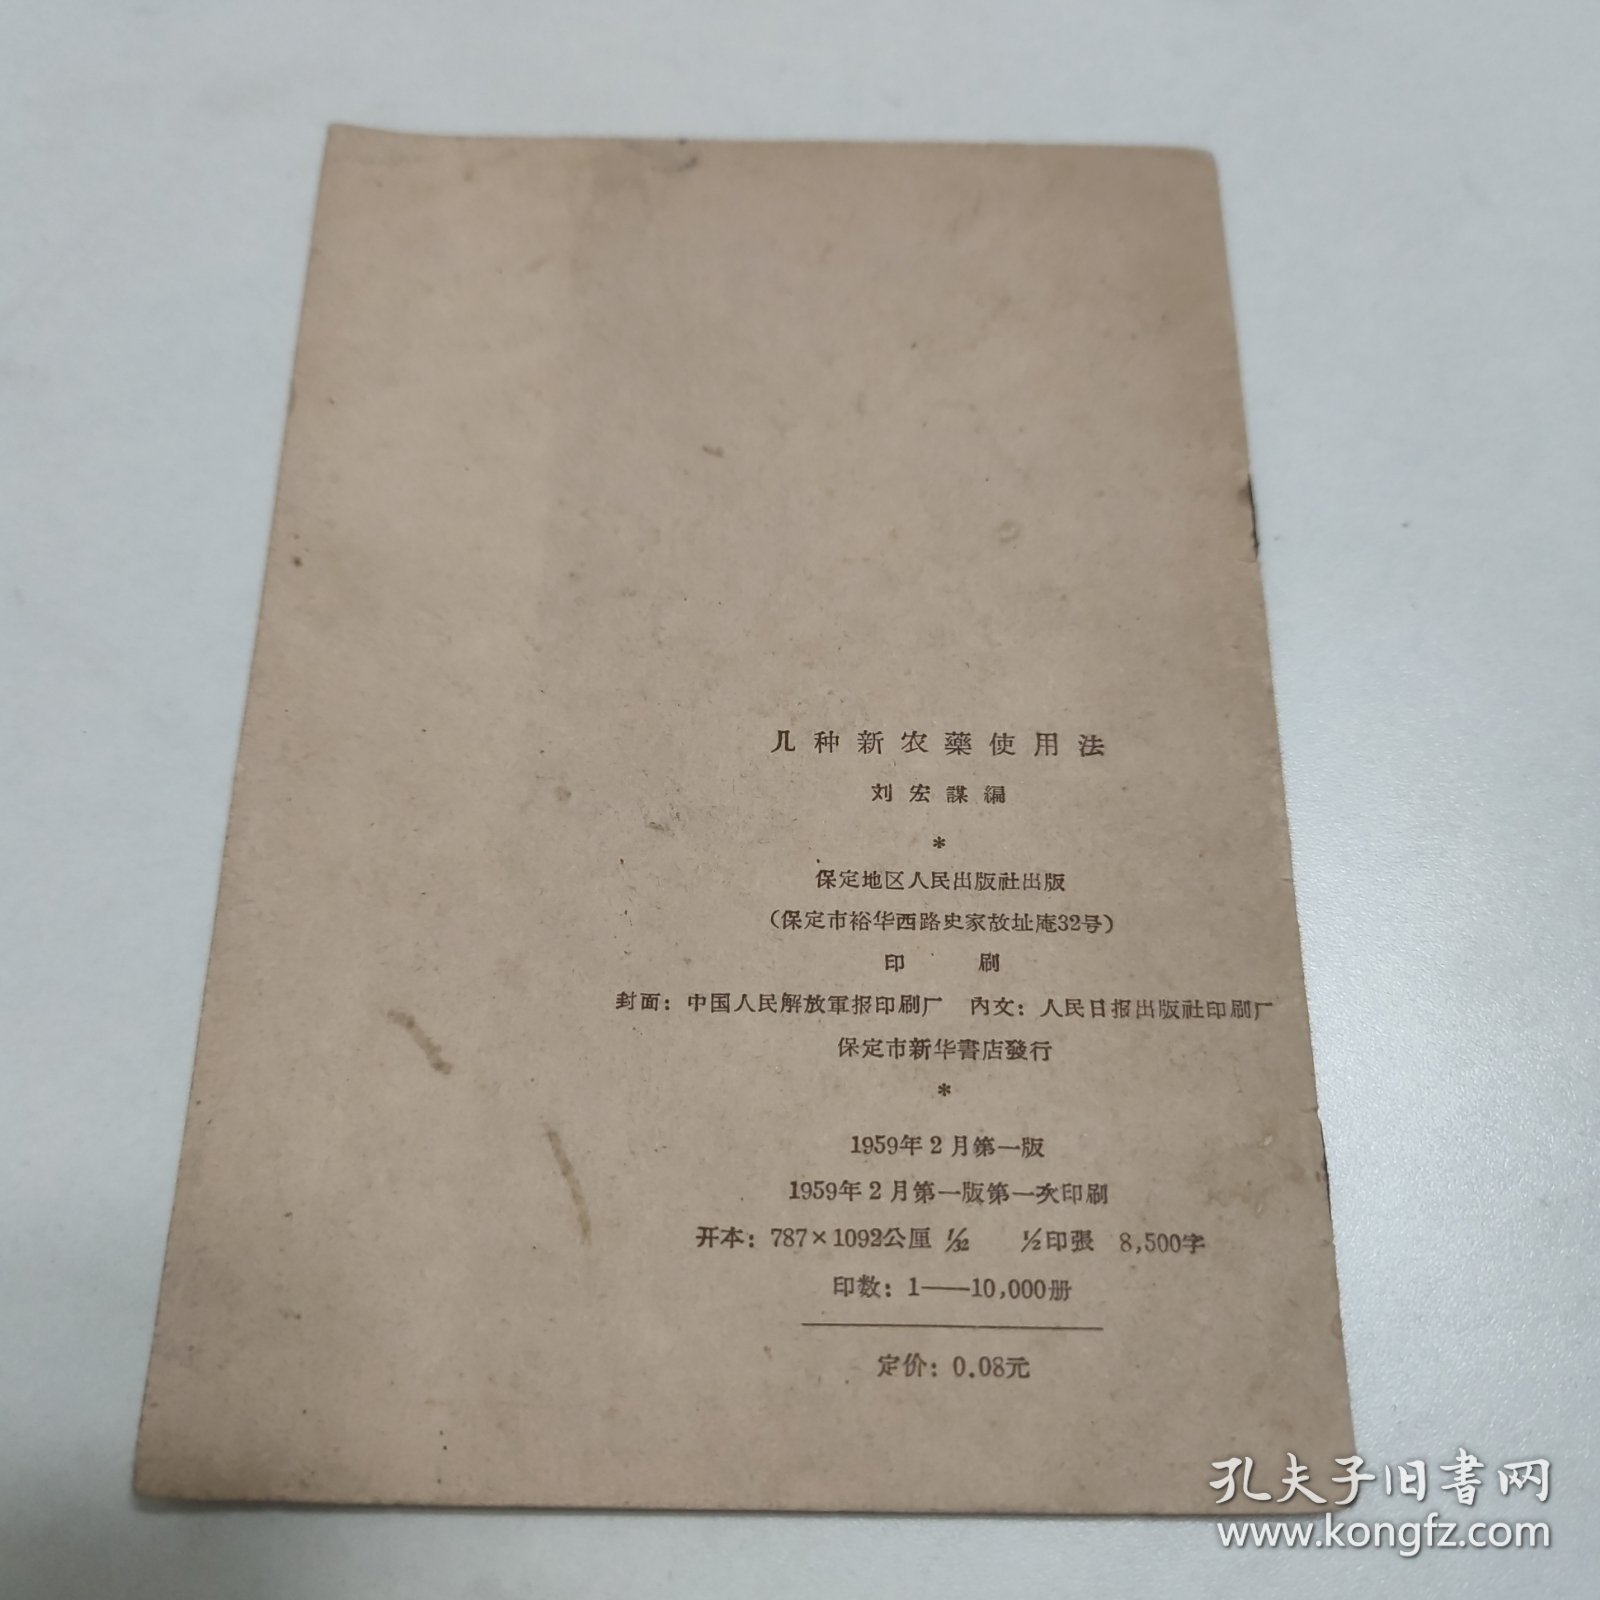 几种新农藥使用法
刘宏謀編
*
保定地区人民出版社出版
(保定市裕华西路史家故址庵32号)
印 刷
封面：中国人民解放軍报印刷厂 內文：人民日报出版社印刷厂
保定市新华書店發行
*
1959年2月第一版
1959年2月第一版第一次印刷
开本：787×1092公厘 1/32 1/2印張 8,500字
印数：1——10,000册
定价：0.08元
孔夫子旧書网
www.kongfz.com